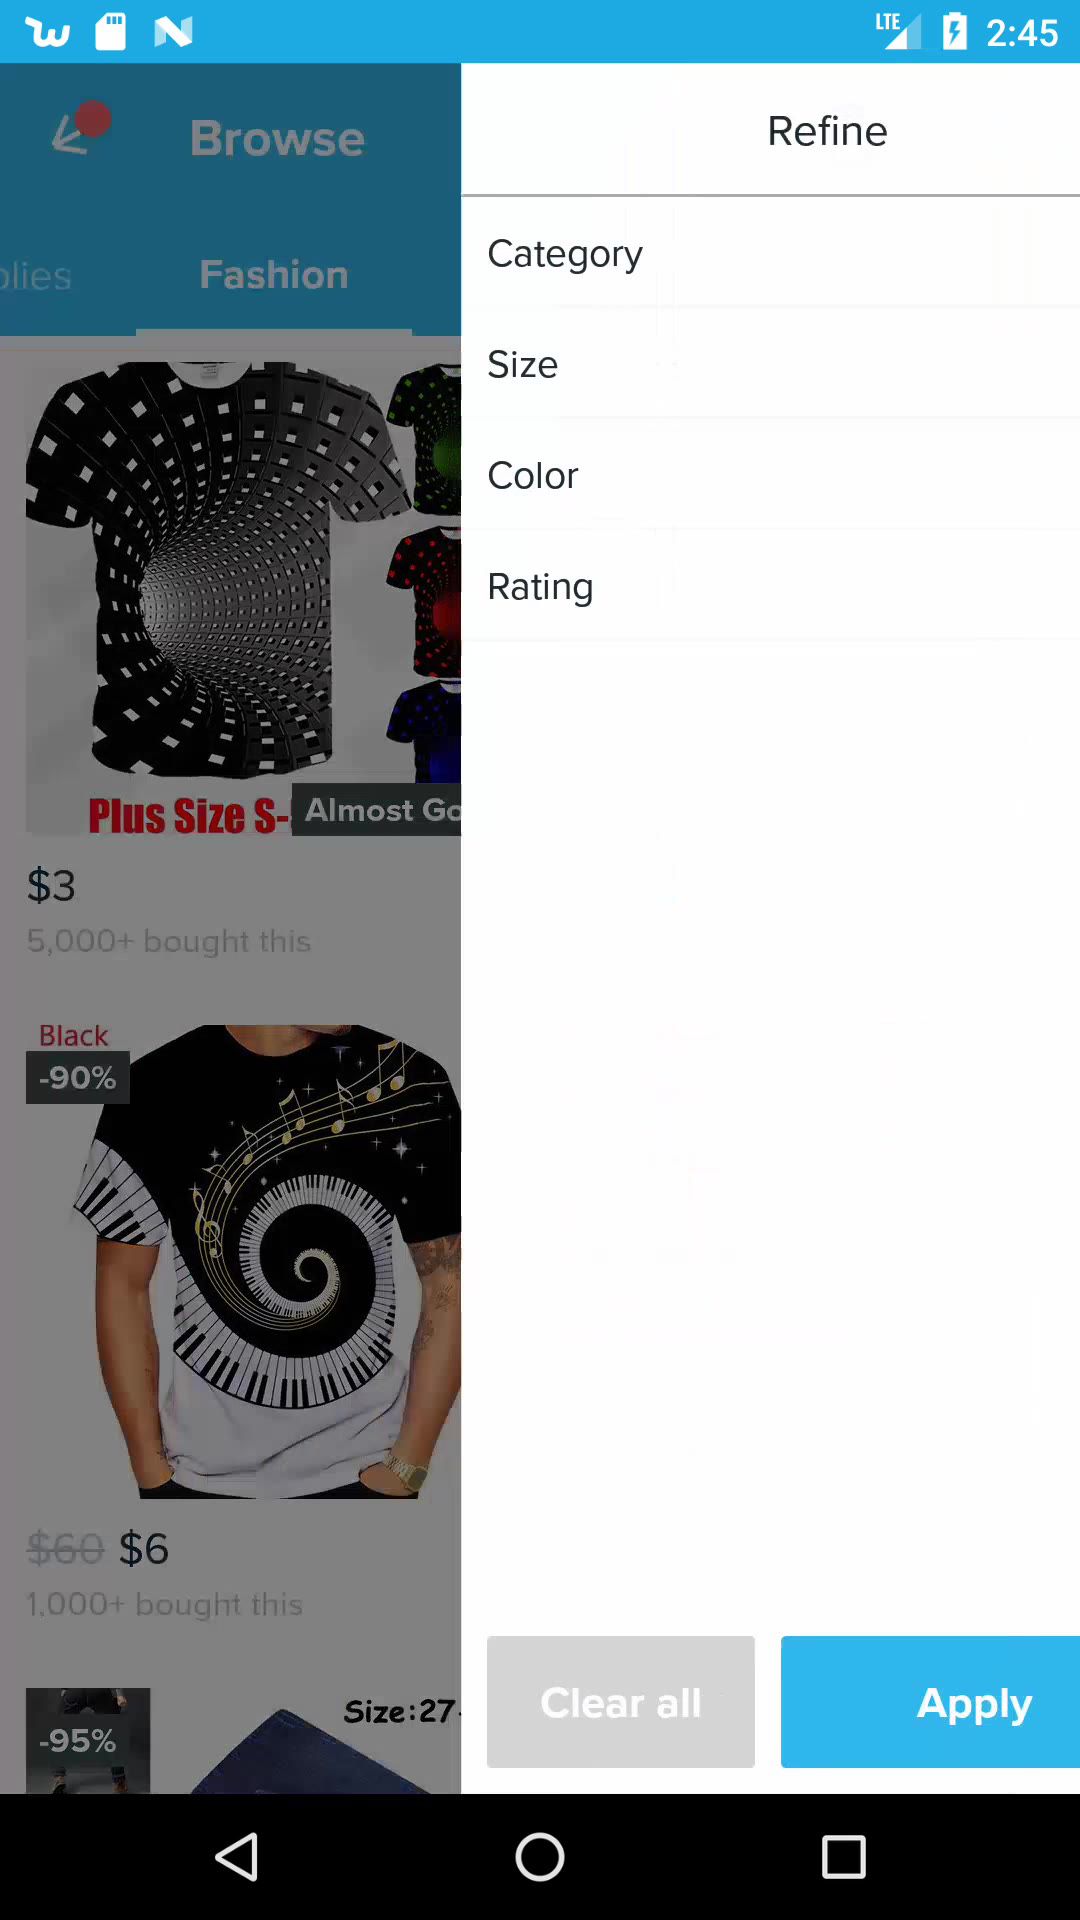 LTE 2:45
Browse
Refine
plies
Fashion
Category
Size
Color
Rating
Plus Size S-
Almost Go
$3
5,000+ bought this
Black
-90%
$60 $6
1,000+ bought this
Size:27
-95%
Clear all
Apply